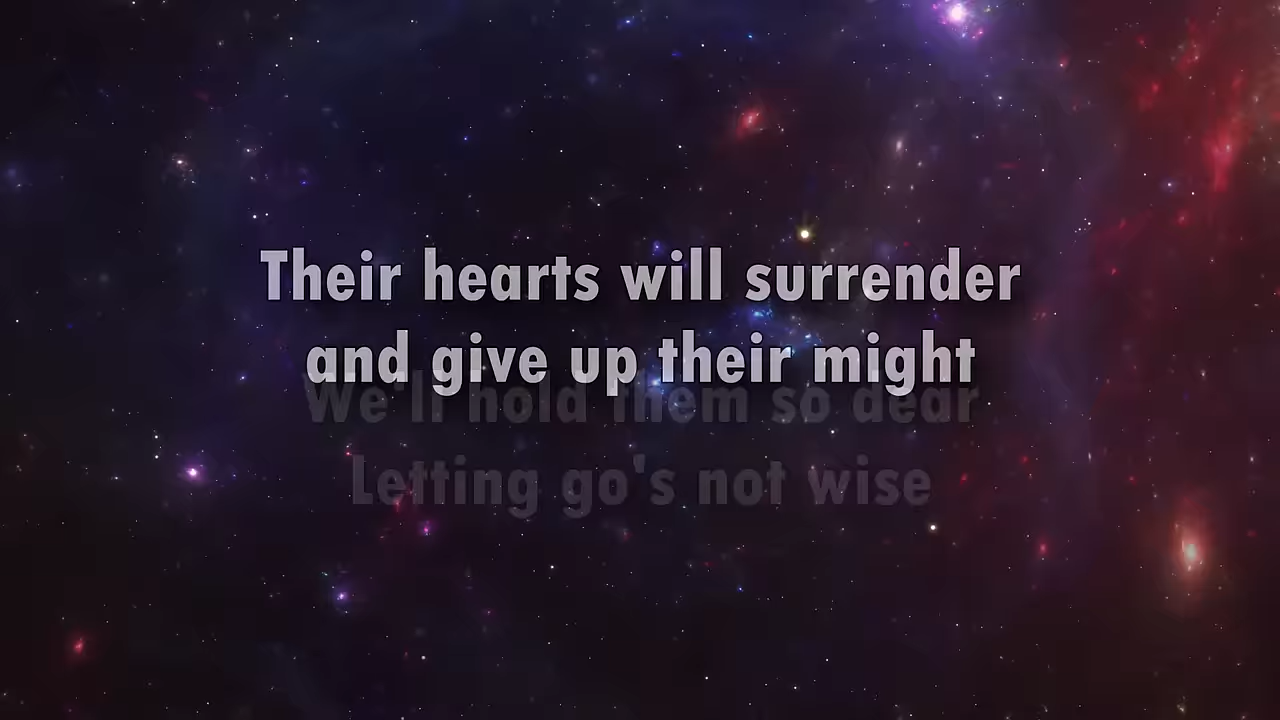 Their hearts will surrender
and give up their might
We'll hold them so dear
Letting go's not wise